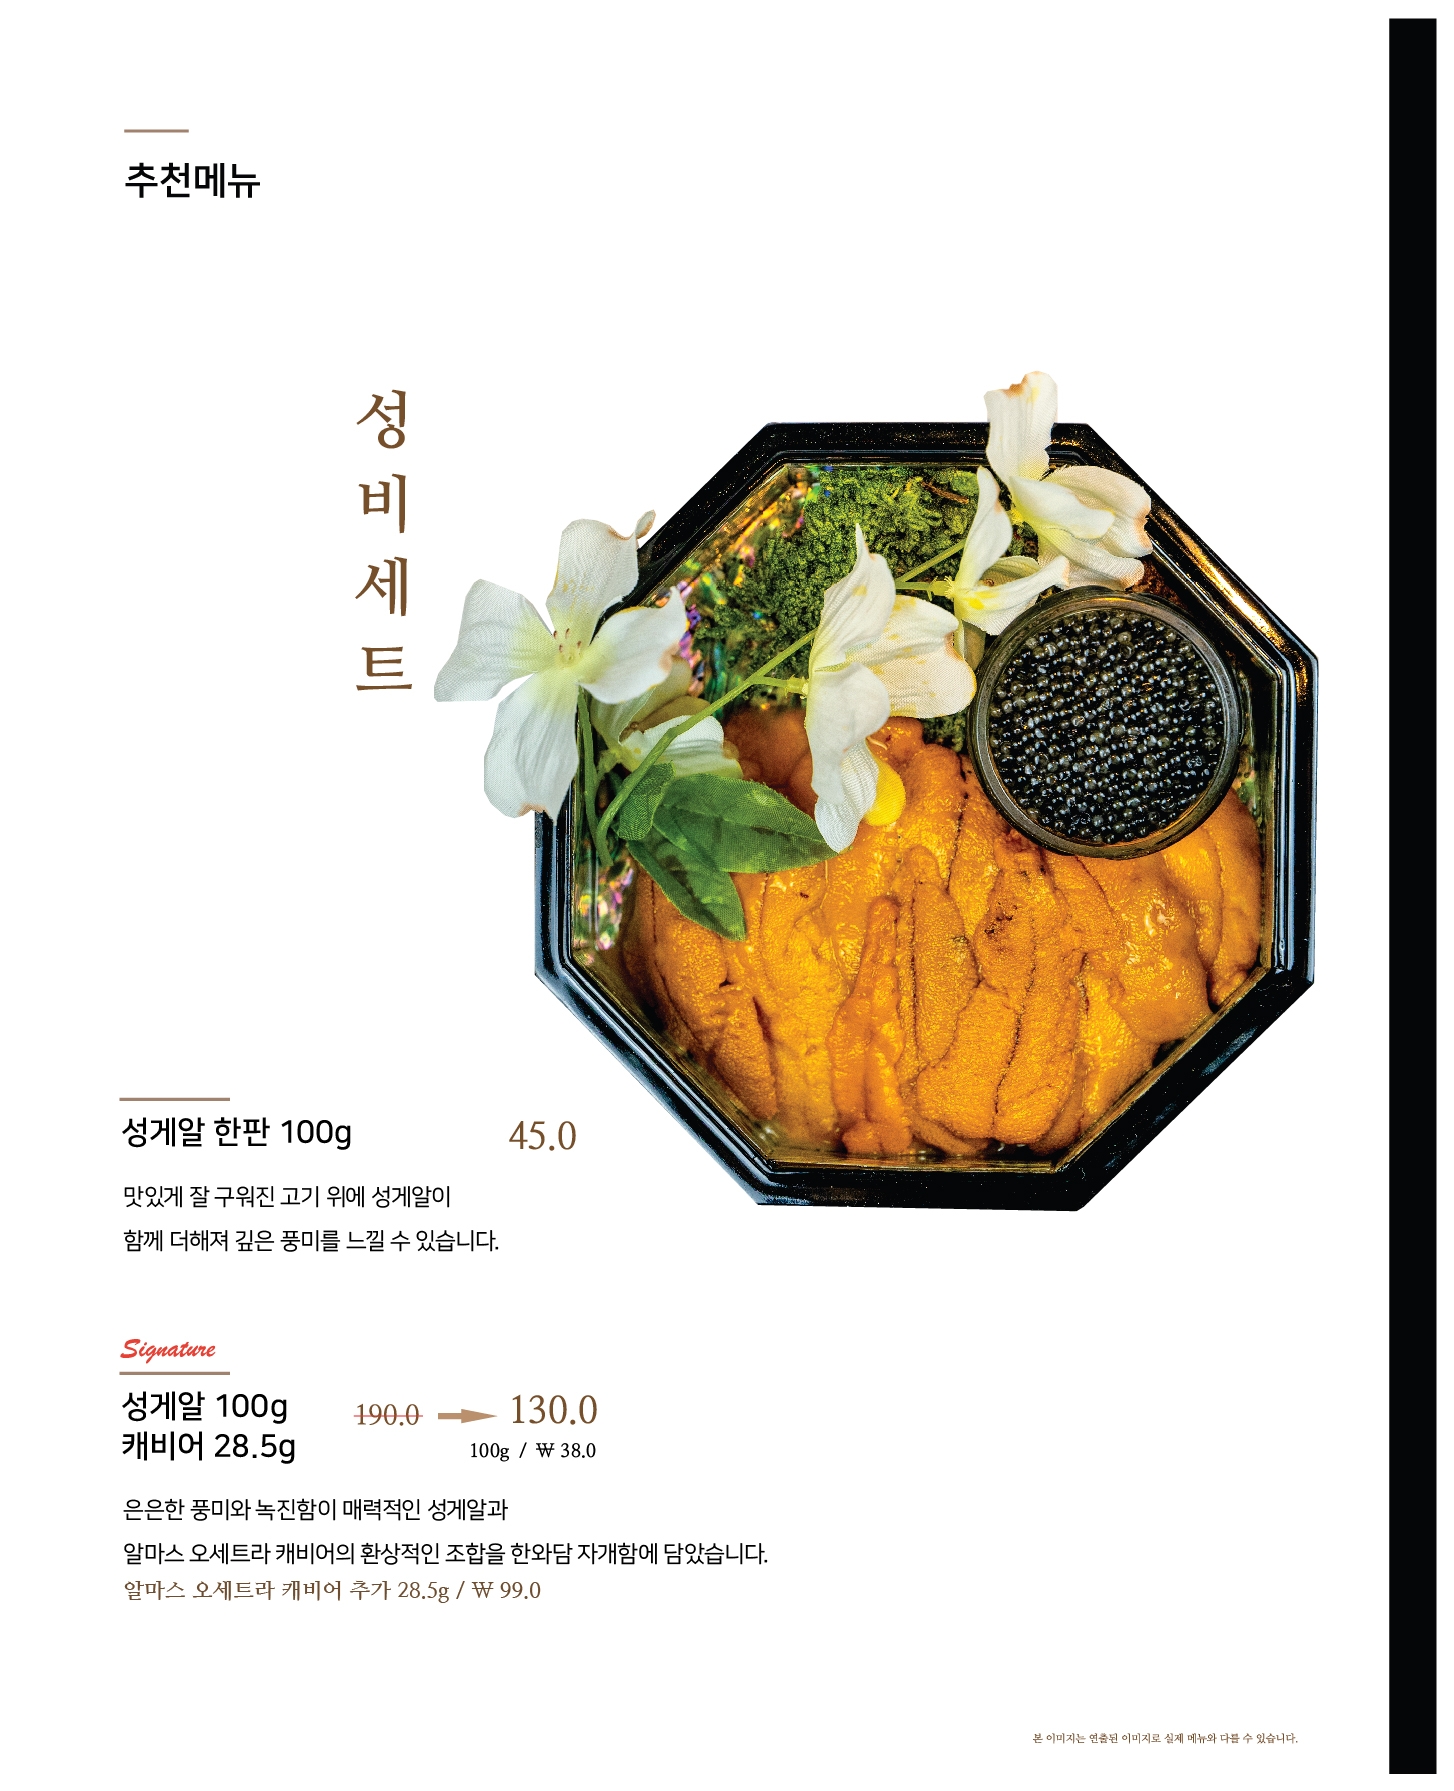 추천메뉴
성비세트
성게알 한판 100g 45.0
맛있게 잘 구워진 고기 위에 성게알이
함께 더해져 깊은 풍미를 느낄 수 있습니다.
Signature
성게알 100g 190.0 130.0
캐비어 28.5g 100g / ₩ 38.0
은은한 풍미와 녹진함이 매력적인 성게알과
알마스 오세트라 캐비어의 환상적인 조합을 한와담 자개함에 담았습니다.
알마스 오세트라 캐비어 추가 28.5g / ₩ 99.0
본 이미지는 연출된 이미지로 실제 메뉴와 다를 수 있습니다.